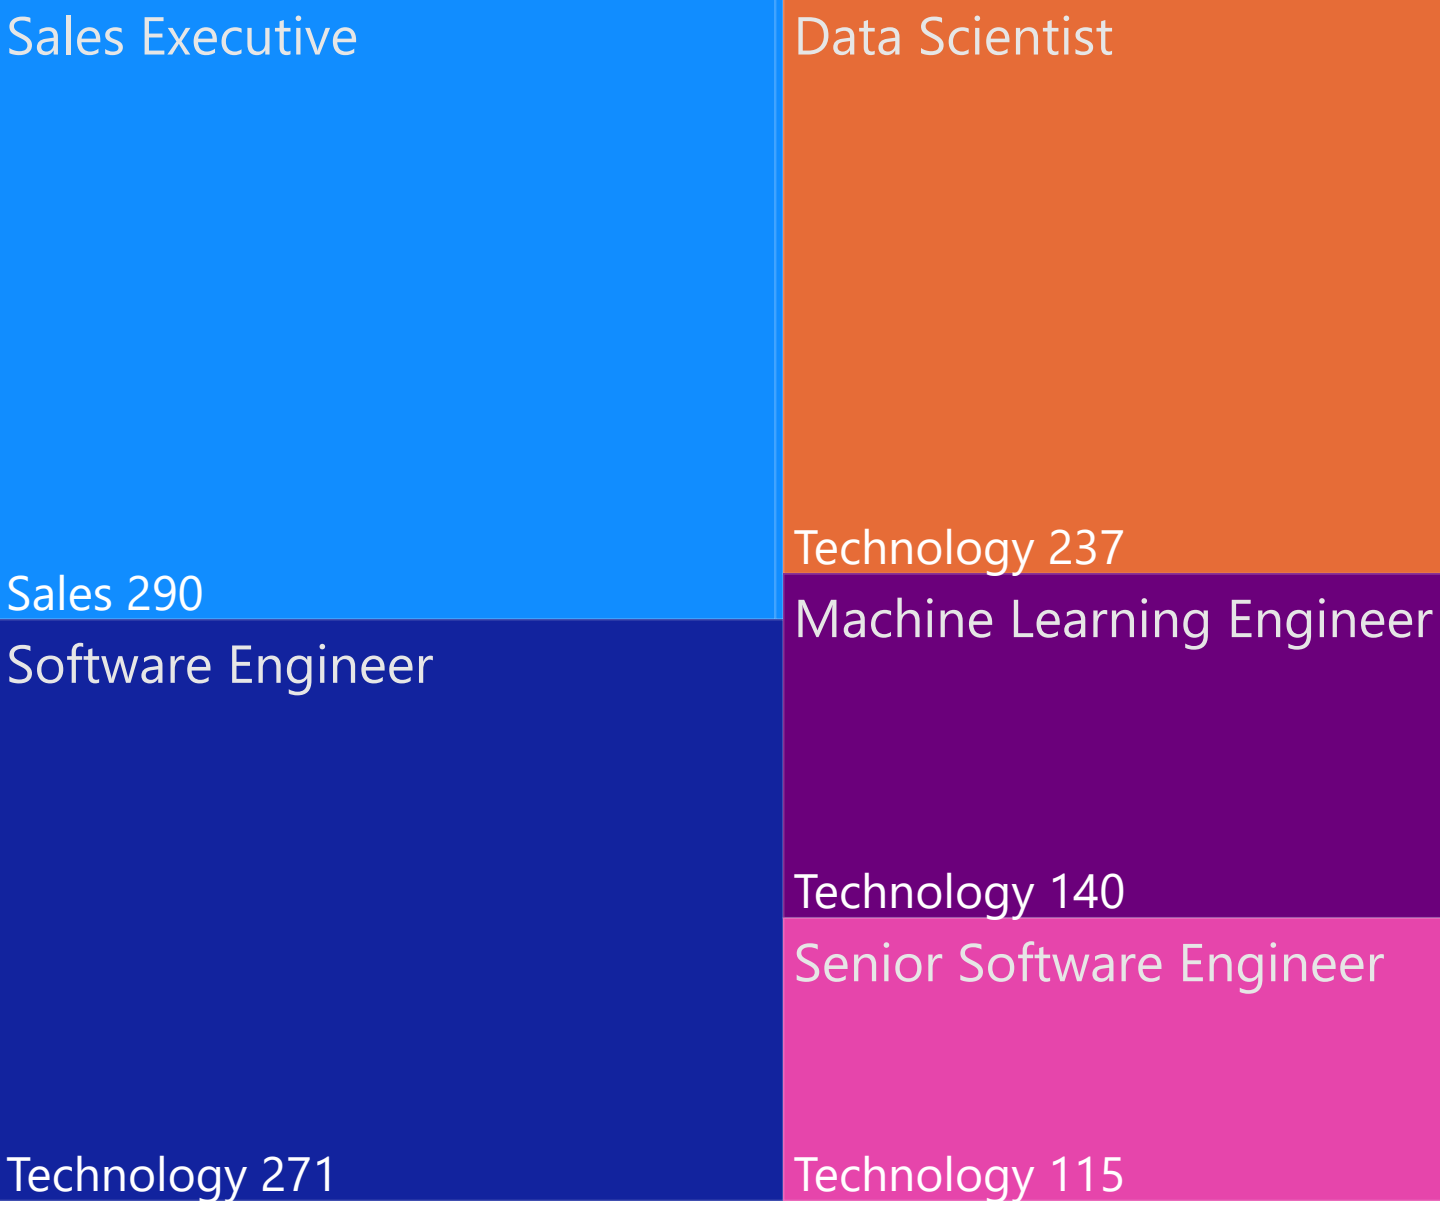 Sales Executive
Sales 290
Software Engineer
Technology 271
Data Scientist
Technology 237
Machine Learning Engineer
Technology 140
Senior Software Engineer
Technology 115